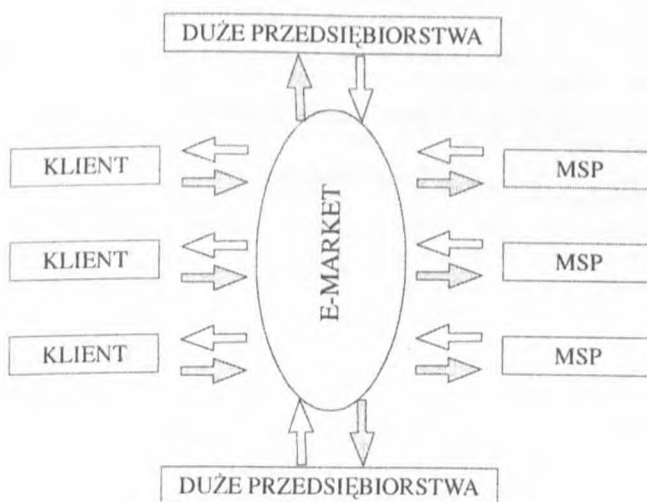 DUŻE PRZEDSIĘBIORSTWA
KLIENT
MSP
KLIENT
E-MARKET
MSP
KLIENT
MSP
DUŻE PRZEDSIĘBIORSTWA